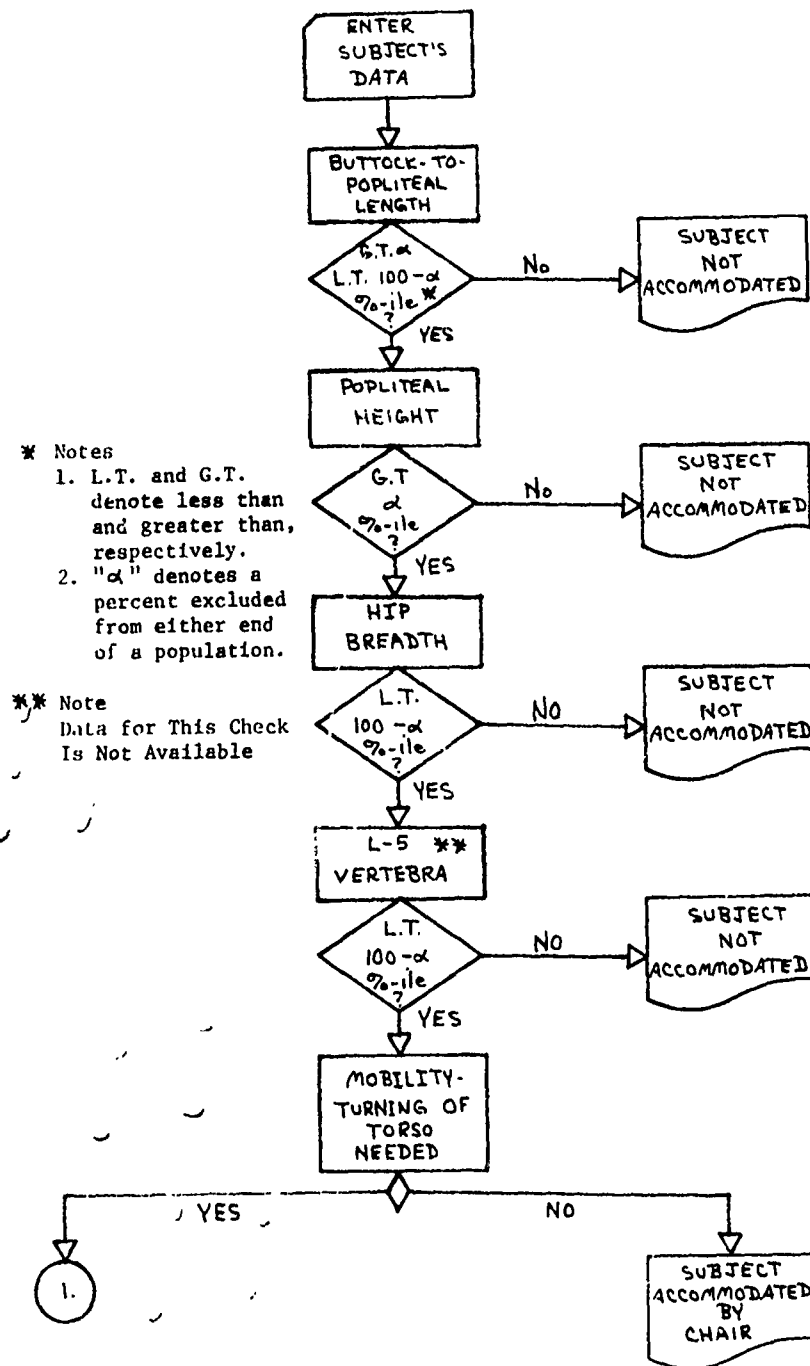 ENTER
SUBJECT'S
DATA
BUTTOCK-TO-
POPLITEAL
LENGTH
G.T. α
L.T. 100-α
%-ile *
?
No
SUBJECT
NOT
ACCOMMODATED
YES
POPLITEAL
HEIGHT
G.T
α
%-ile
?
No
SUBJECT
NOT
ACCOMMODATED
YES
* Notes
1. L.T. and G.T.
denote less than
and greater than,
respectively.
2. "α" denotes a
percent excluded
from either end
of a population.
** Note
Data for This Check
Is Not Available
HIP
BREADTH
L.T.
100-α
%-ile
?
NO
SUBJECT
NOT
ACCOMMODATED
YES
L-5 **
VERTEBRA
L.T.
100-α
%-ile
?
NO
SUBJECT
NOT
ACCOMMODATED
YES
MOBILITY-
TURNING OF
TORSO
NEEDED
YES
NO
1.
SUBJECT
ACCOMMODATED
BY
CHAIR